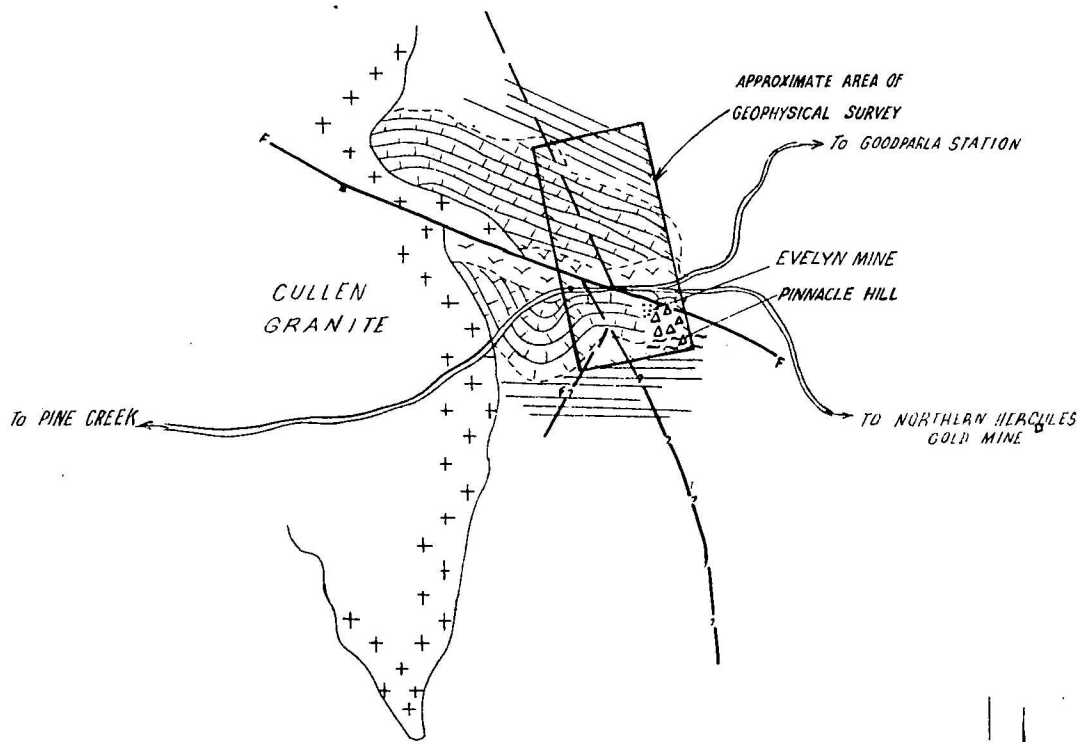 APPROXIMATE AREA OF
GEOPHYSICAL SURVEY
TO GOODPARLA STATION
F
EVELYN MINE
PINNACLE HILL
CULLEN
GRANITE
F
F?
?
TO PINE CREEK
TO NORTHERN HERCULES
GOLD MINE
?
?
?
?